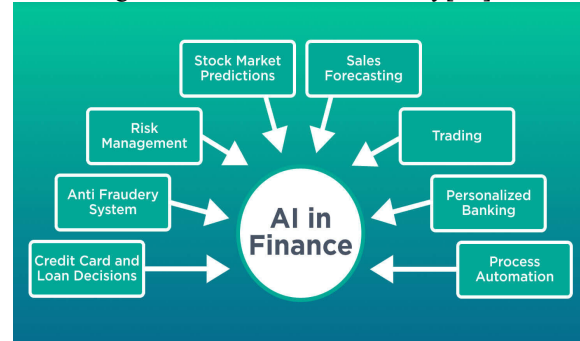 Stock Market
Predictions
Sales
Forecasting
Risk
Management
Trading
Anti Fraudery
System
AI in
Finance
Personalized
Banking
Credit Card and
Loan Decisions
Process
Automation